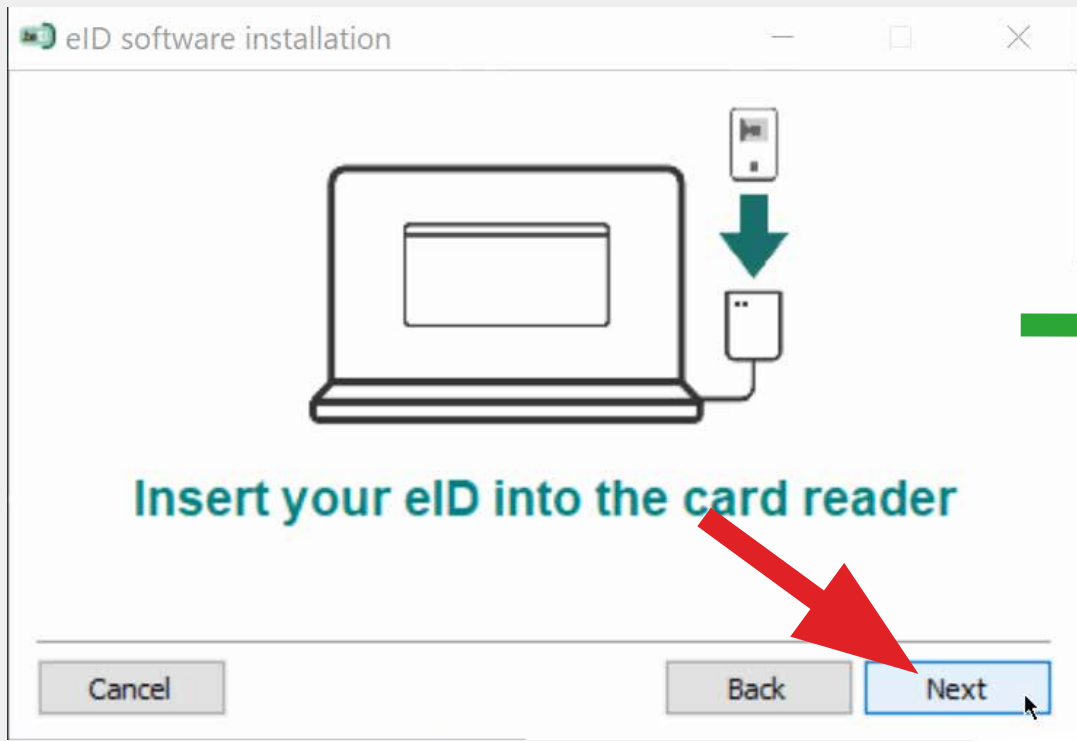 eID software installation
Insert your eID into the card reader
Cancel
Back
Next